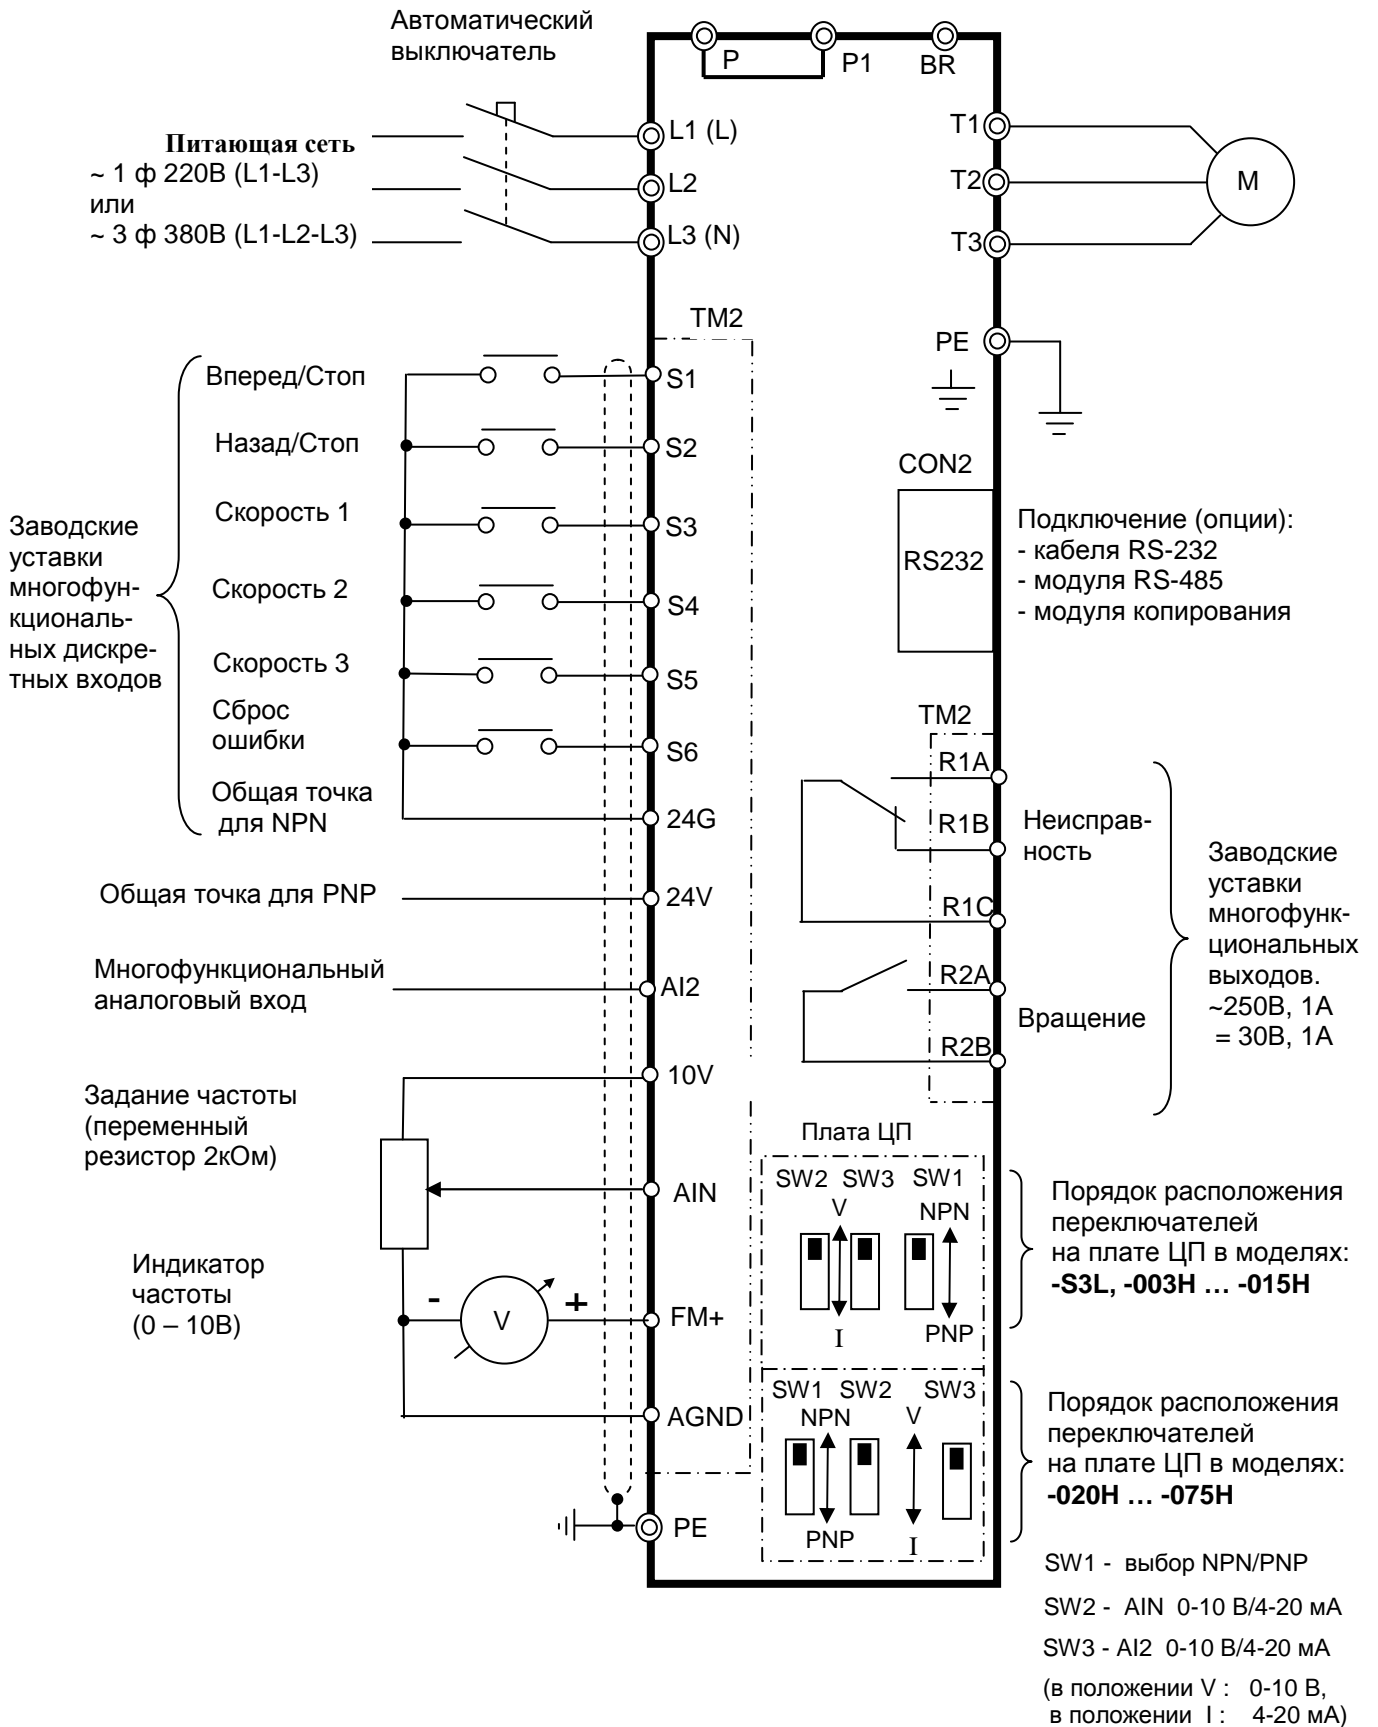 Автоматический
выключатель
P
P1
BR
Питающая сеть
~ 1 ф 220В (L1-L3)
или
~ 3 ф 380В (L1-L2-L3)
L1 (L)
L2
L3 (N)
T1
T2
T3
M
PE
TM2
Вперед/Стоп
S1
Назад/Стоп
S2
Скорость 1
S3
Скорость 2
S4
Скорость 3
S5
Сброс
ошибки
S6
Общая точка
для NPN
24G
Заводские
уставки
многофун-
кциональ-
ных дискре-
тных входов
Общая точка для PNP
24V
Многофункциональный
аналоговый вход
AI2
10V
Задание частоты
(переменный
резистор 2кОм)
AIN
Индикатор
частоты
(0 – 10В)
-
V
+
FM+
AGND
PE
CON2
RS232
Подключение (опции):
- кабеля RS-232
- модуля RS-485
- модуля копирования
TM2
R1A
R1B
R1C
R2A
R2B
Неисправ-
ность
Вращение
Заводские
уставки
многофунк-
циональных
выходов.
~250В, 1А
= 30В, 1А
Плата ЦП
SW2 SW3 SW1
V
NPN
I
PNP
Порядок расположения
переключателей
на плате ЦП в моделях:
-S3L, -003H … -015H
SW1 SW2 SW3
NPN
V
PNP
I
Порядок расположения
переключателей
на плате ЦП в моделях:
-020H … -075H
SW1 - выбор NPN/PNP
SW2 - AIN 0-10 В/4-20 мА
SW3 - AI2 0-10 В/4-20 мА
(в положении V : 0-10 В,
в положении I : 4-20 мА)